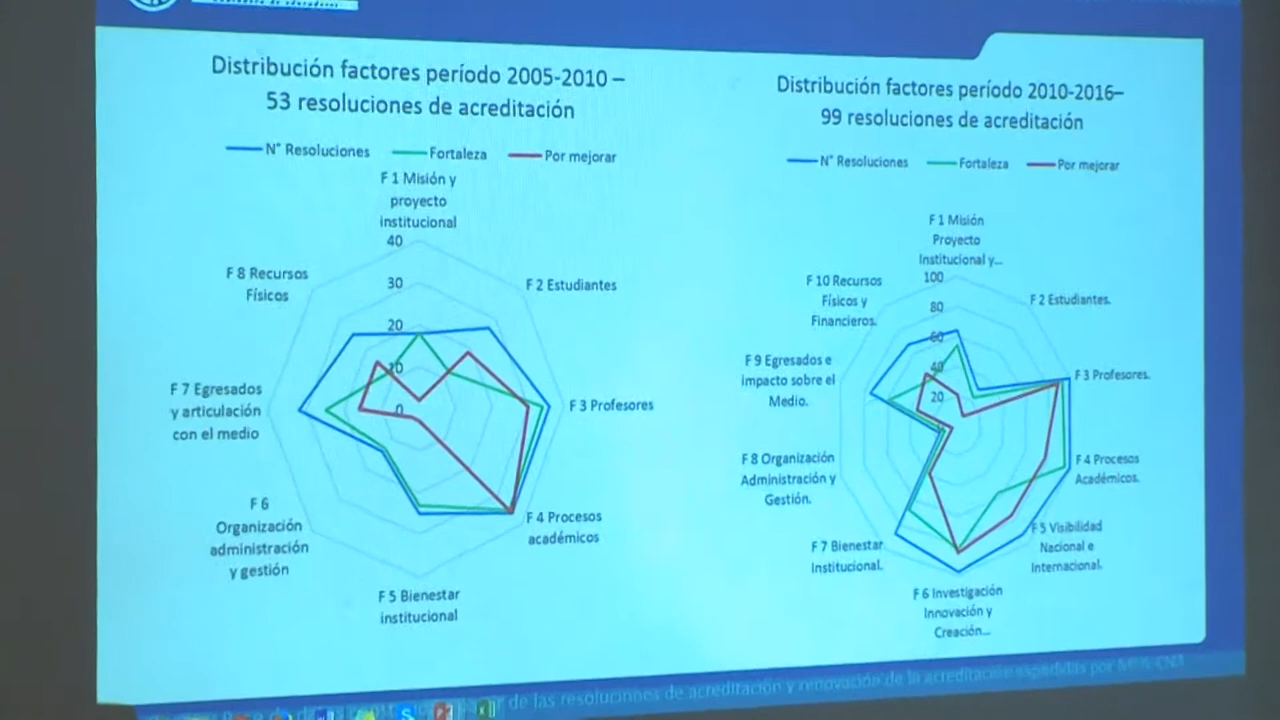 Distribución factores período 2005-2010 –
53 resoluciones de acreditación
N° Resoluciones
Fortaleza
Por mejorar
F 1 Misión y
proyecto
institucional
40
30
20
10
0
F 2 Estudiantes
F 3 Profesores
F 4 Procesos
académicos
F 5 Bienestar
institucional
F 6
Organización
administración
y gestión
F 7 Egresados
y articulación
con el medio
F 8 Recursos
Físicos
Distribución factores período 2010-2016–
99 resoluciones de acreditación
N° Resoluciones
Fortaleza
Por mejorar
F 1 Misión
Proyecto
Institucional y...
100
80
60
40
20
F 2 Estudiantes.
F 3 Profesores.
F 4 Procesos
Académicos.
F 5 Visibilidad
Nacional e
Internacional.
F 6 Investigación
Innovación y
Creación...
F 7 Bienestar
Institucional.
F 8 Organización
Administración y
Gestión.
F 9 Egresados e
impacto sobre el
Medio.
F 10 Recursos
Físicos y
Financieros.
de las resoluciones de acreditación y renovación de la acreditación expedidas por